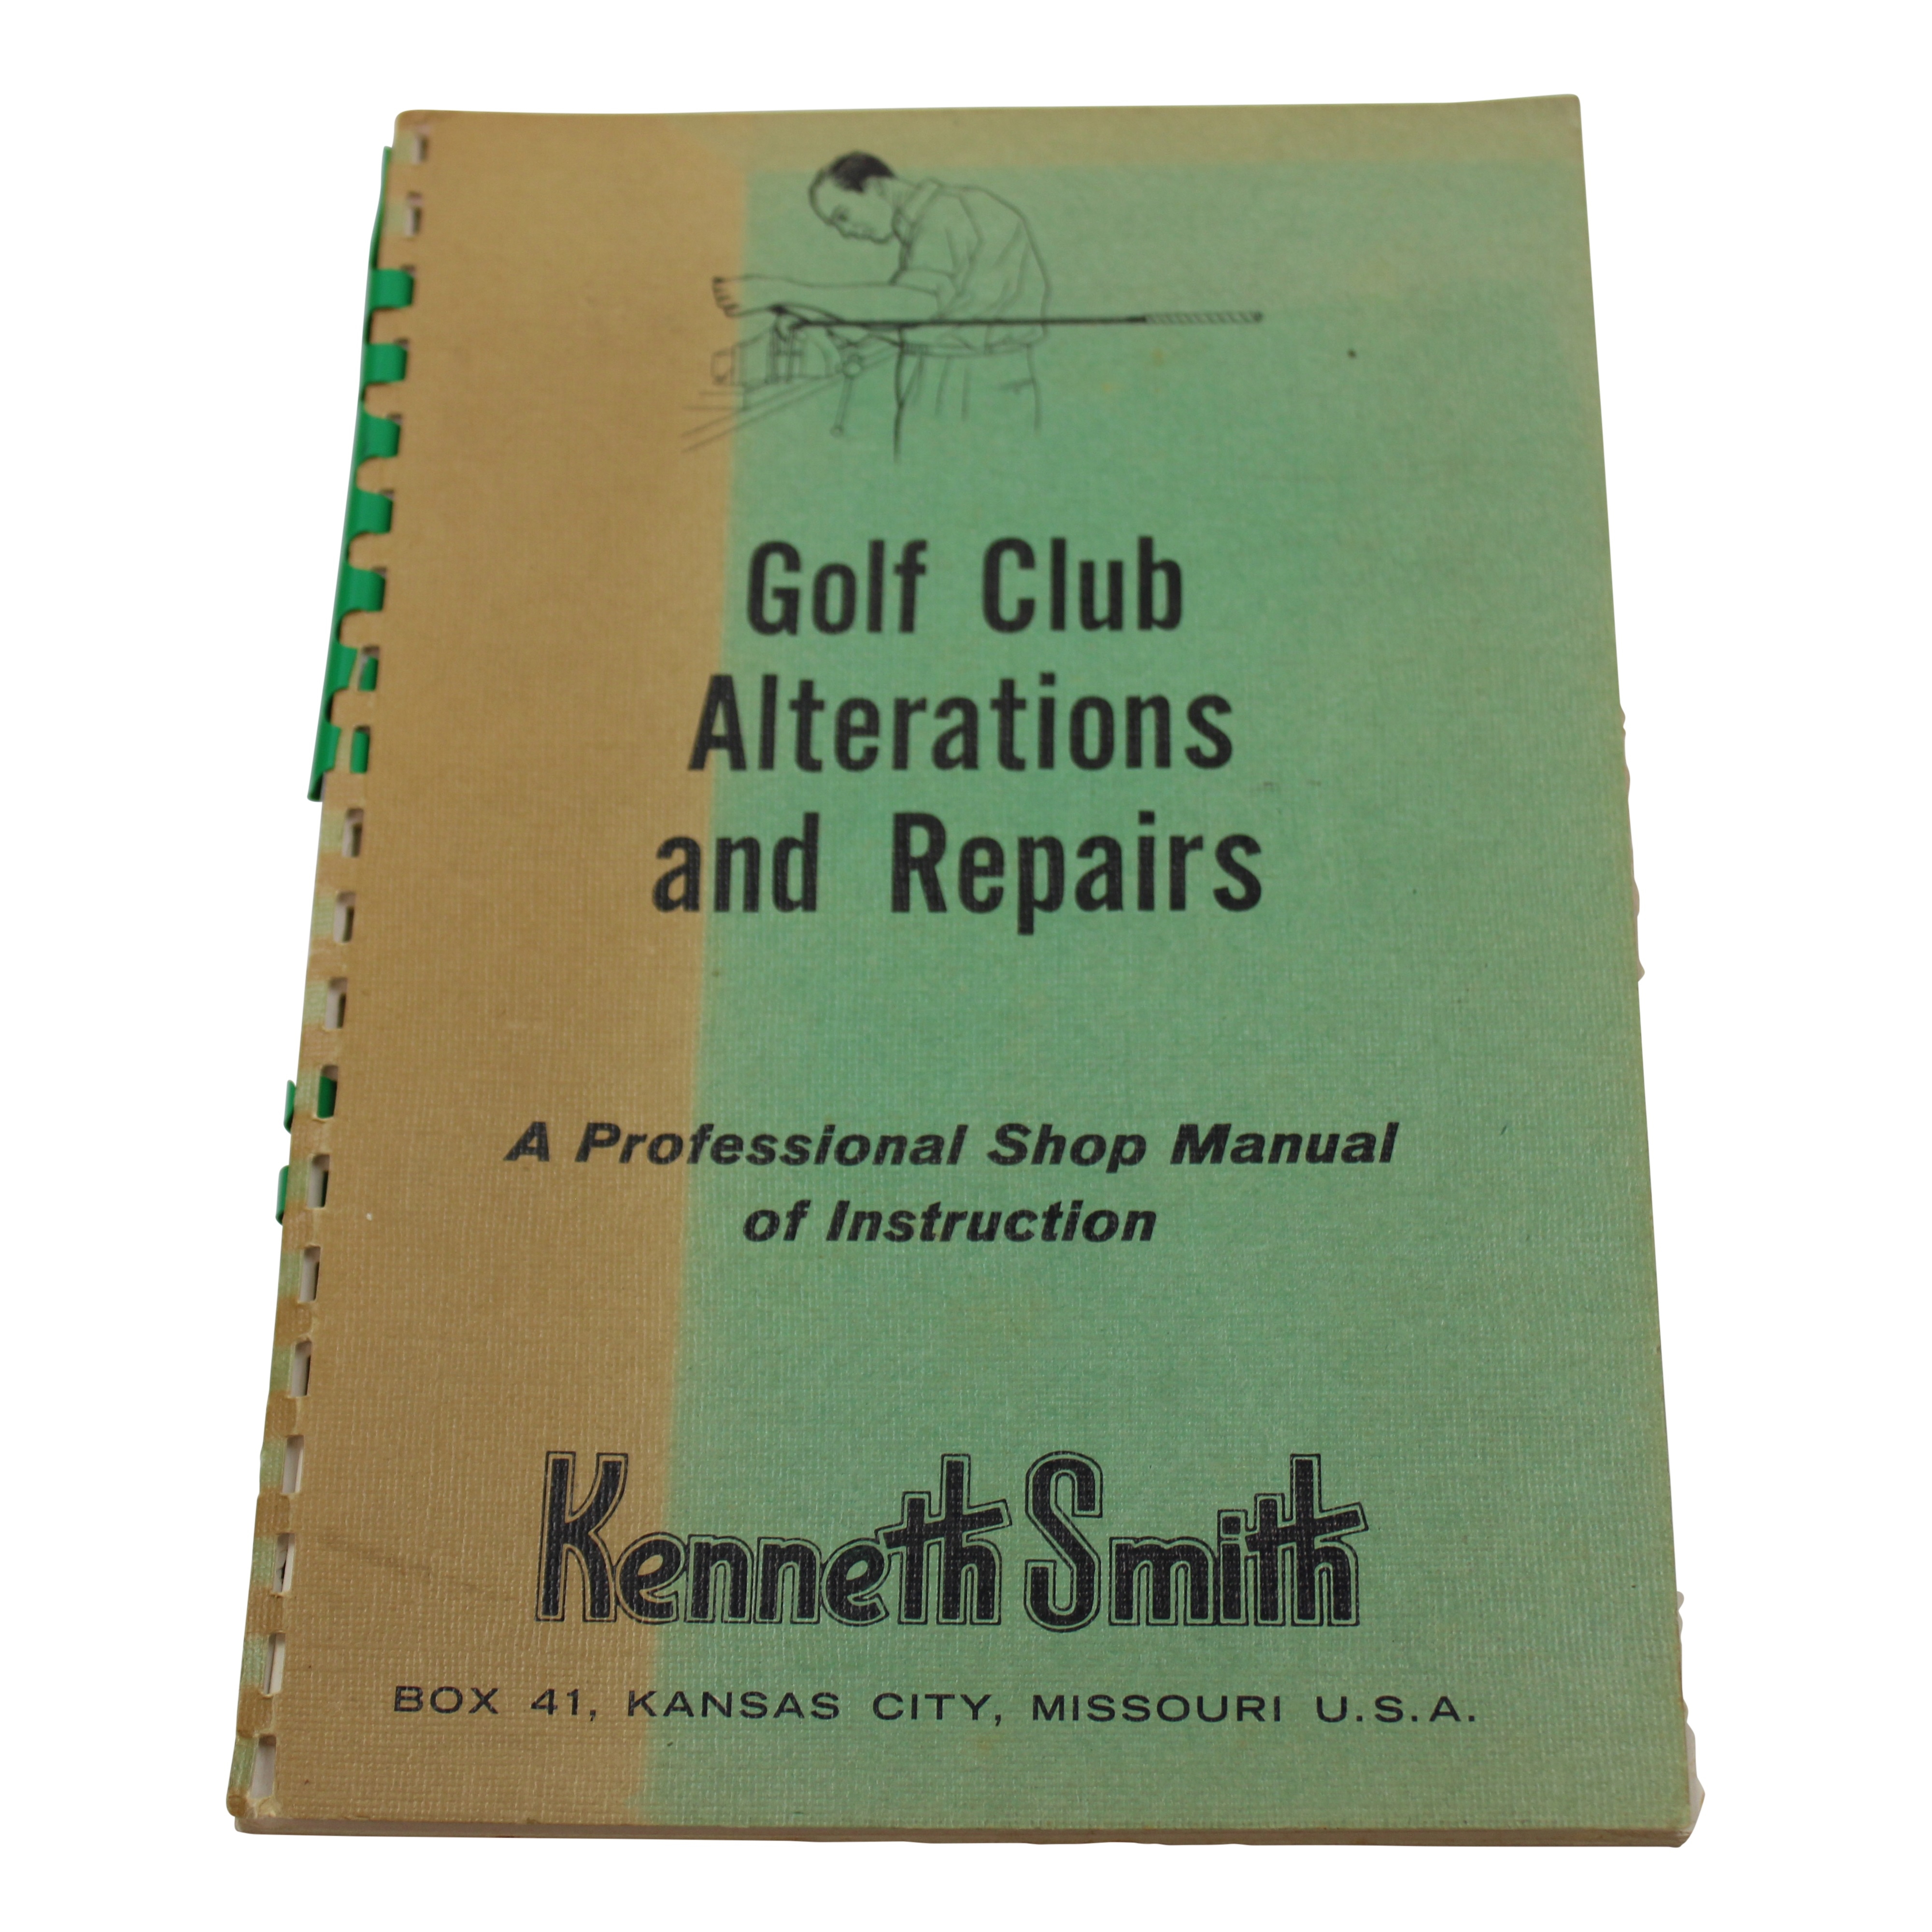 Golf Club
Alterations
and Repairs
A Professional Shop Manual
of Instruction
Kenneth Smith
BOX 41, KANSAS CITY, MISSOURI U.S.A.